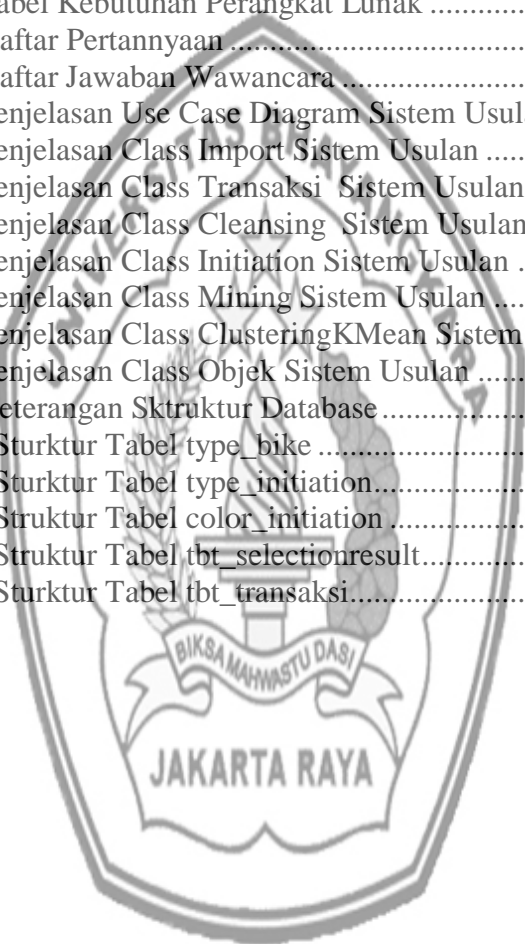 abel Kebutuhan Perangkat Lunak ..............
aftar Pertannyaan ......................................
aftar Jawaban Wawancara ........................
enjelasan Use Case Diagram Sistem Usul
enjelasan Class Import Sistem Usulan ......
enjelasan Class Transaksi Sistem Usulan
enjelasan Class Cleansing Sistem Usulan
enjelasan Class Initiation Sistem Usulan ..
enjelasan Class Mining Sistem Usulan .....
enjelasan Class ClusteringKMean Sistem
enjelasan Class Objek Sistem Usulan .......
eterangan Sktruktur Database ....................
Sturktur Tabel type_bike ............................
Sturktur Tabel type_initiation.....................
Struktur Tabel color_initiation ...................
Struktur Tabel tbt_selectionresult...............
Sturktur Tabel tbt_transaksi........................
UNIVERSITAS BHAYANGKARA
BIKSA MAHWASTU DASI
JAKARTA RAYA